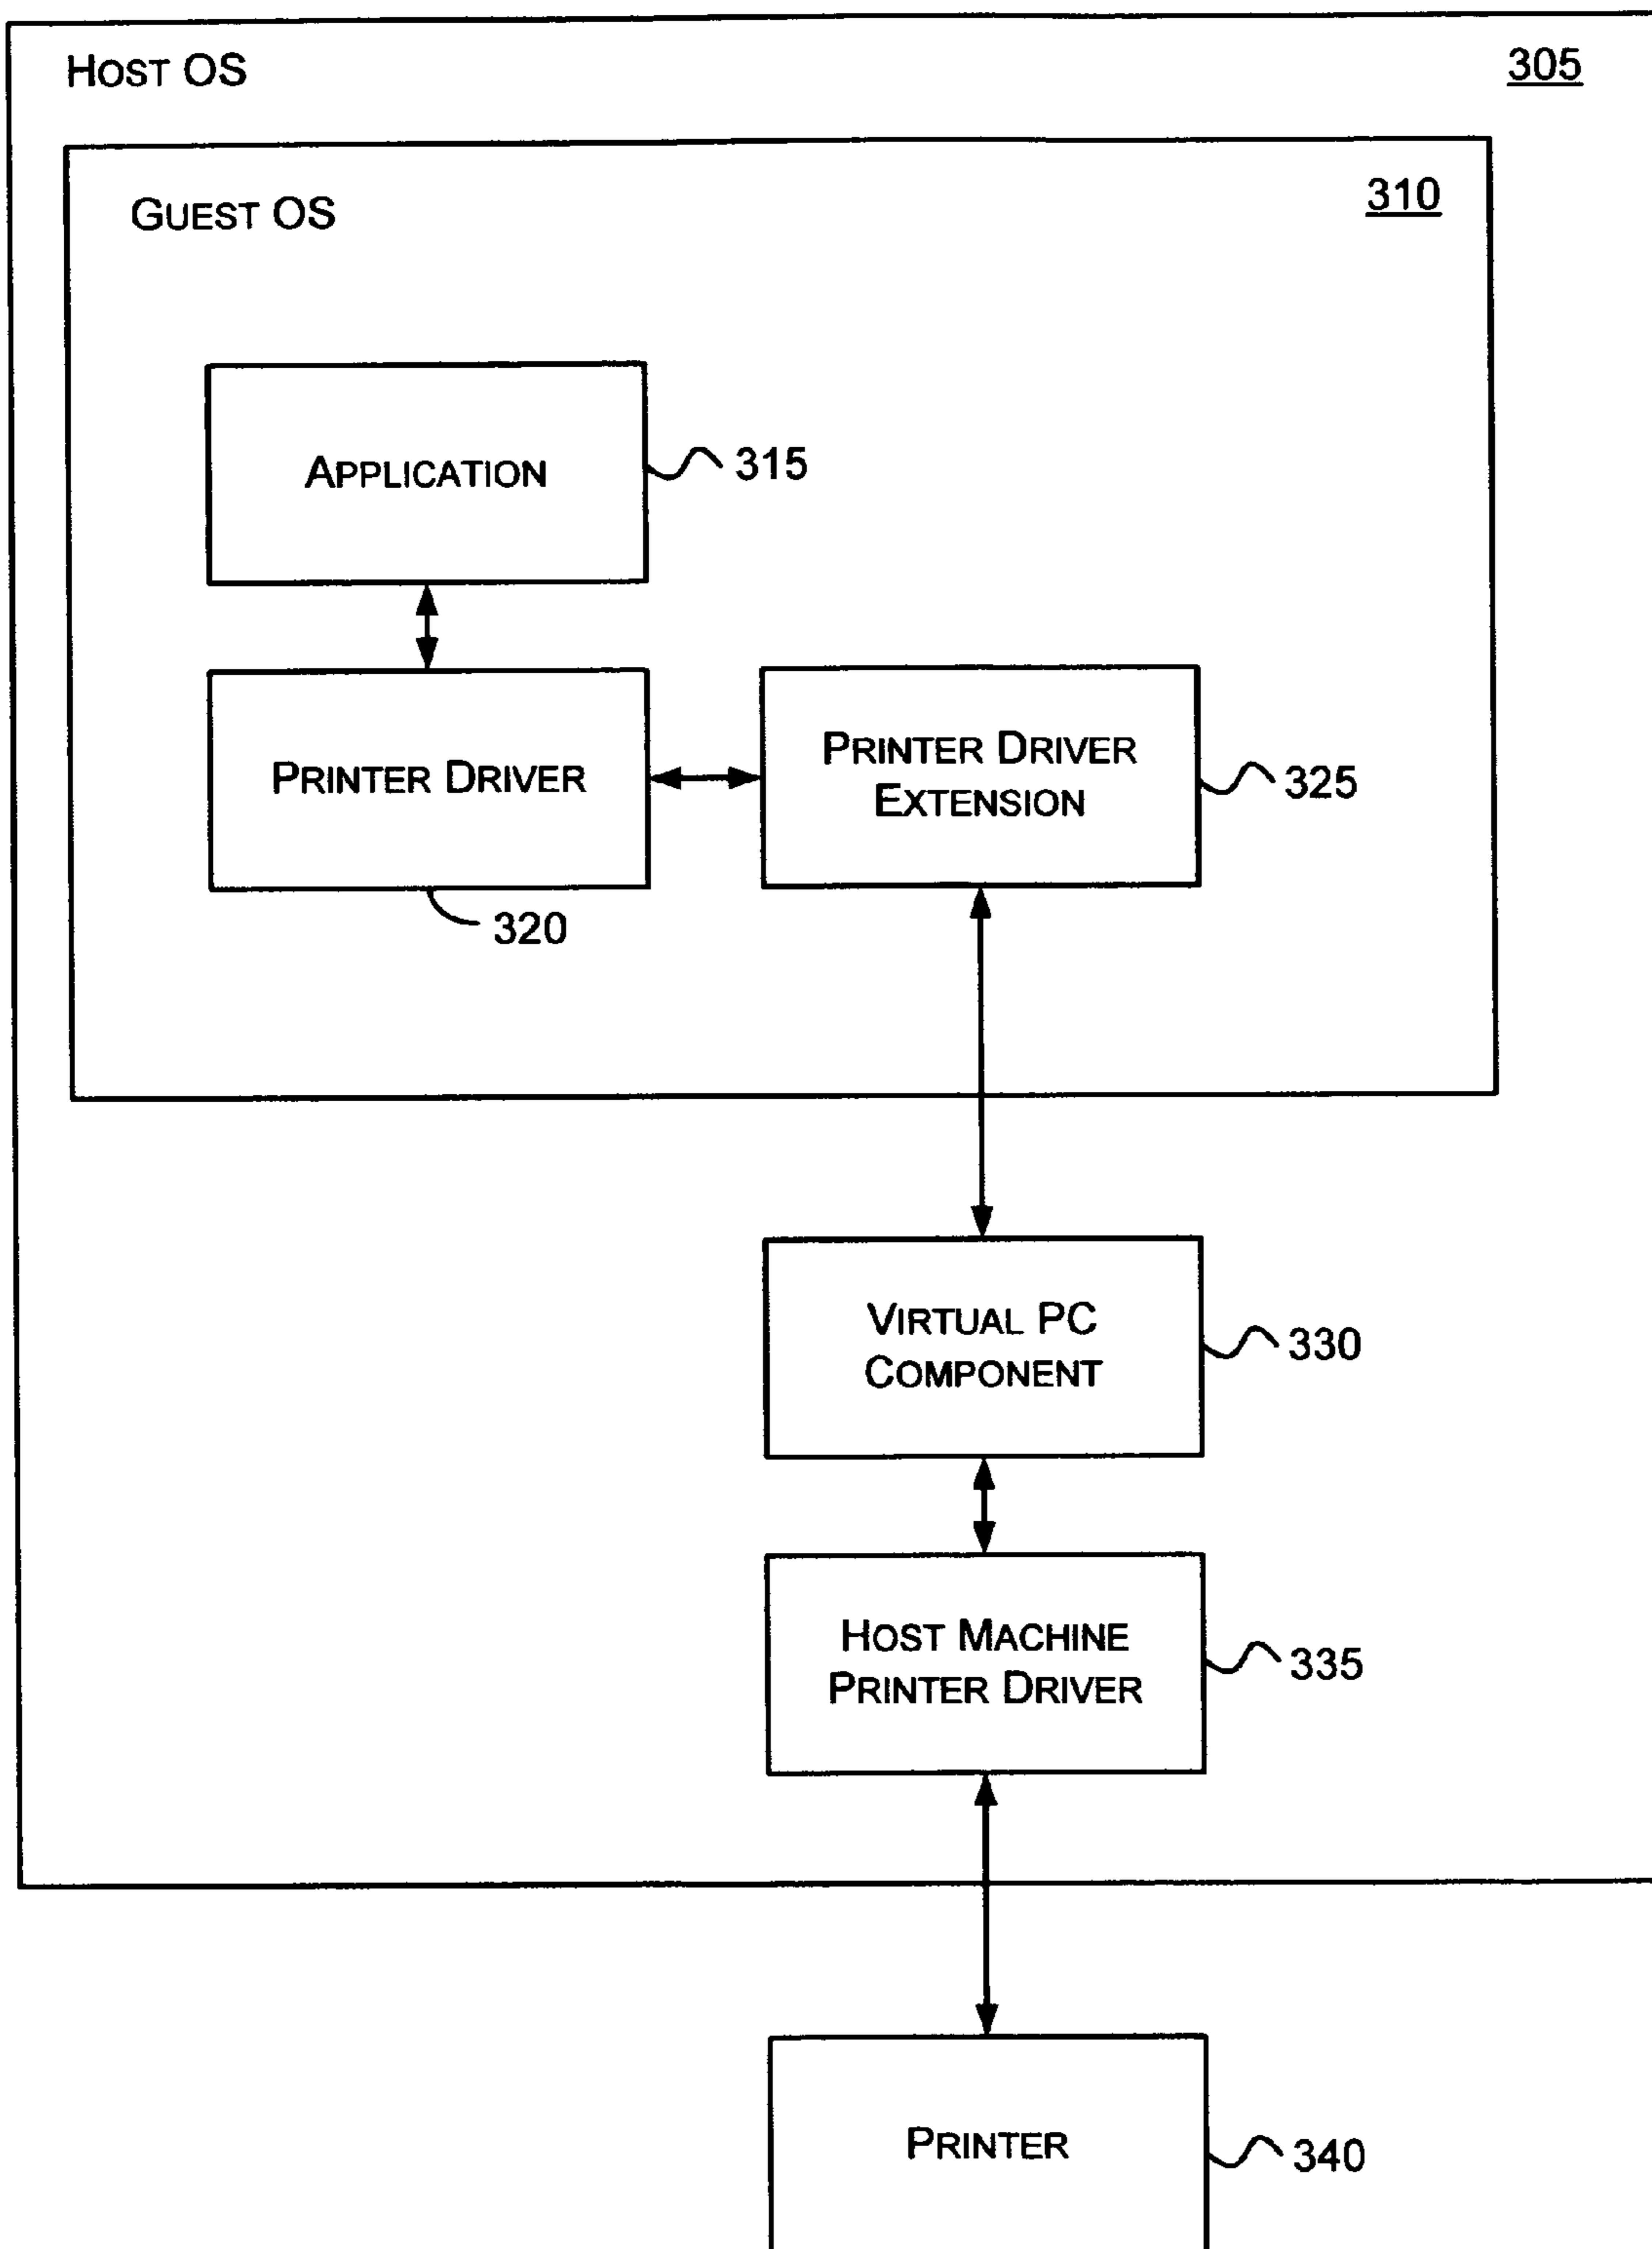 HOST OS
305
GUEST OS
310
APPLICATION
315
PRINTER DRIVER
320
PRINTER DRIVER
EXTENSION
325
VIRTUAL PC
COMPONENT
330
HOST MACHINE
PRINTER DRIVER
335
PRINTER
340